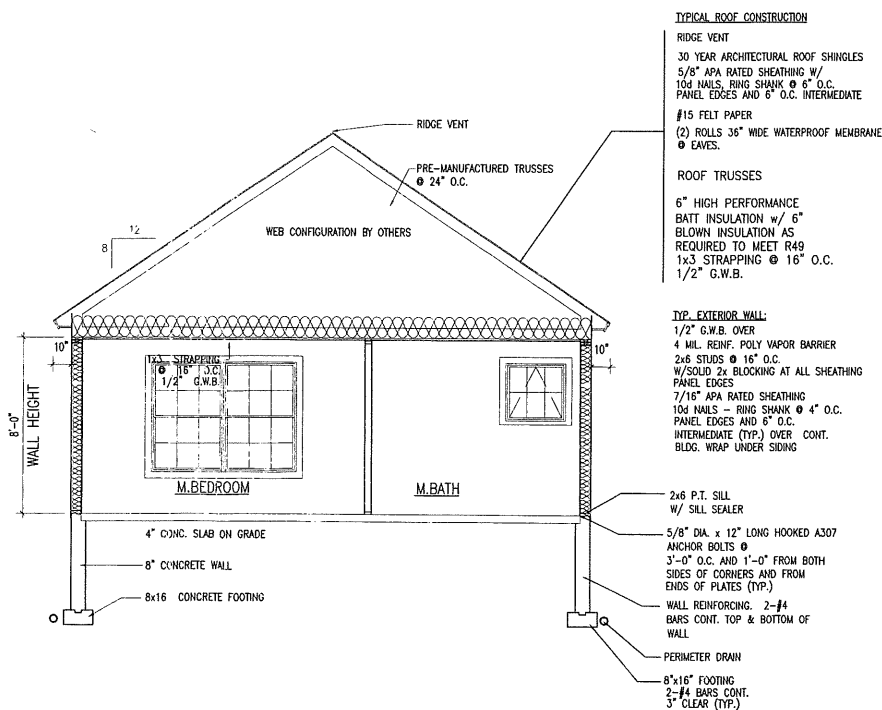 TYPICAL ROOF CONSTRUCTION
RIDGE VENT
30 YEAR ARCHITECTURAL ROOF SHINGLES
5/8" APA RATED SHEATHING W/
10d NAILS, RING SHANK @ 6" O.C.
PANEL EDGES AND 6" O.C. INTERMEDIATE
#15 FELT PAPER
(2) ROLLS 36" WIDE WATERPROOF MEMBRANE
@ EAVES.
ROOF TRUSSES
6" HIGH PERFORMANCE
BATT INSULATION w/ 6"
BLOWN INSULATION AS
REQUIRED TO MEET R49
1x3 STRAPPING @ 16" O.C.
1/2" G.W.B.
RIDGE VENT
PRE-MANUFACTURED TRUSSES
@ 24" O.C.
WEB CONFIGURATION BY OTHERS
12
8
10"
10"
1x3 STRAPPING
@ 16" O.C.
1/2" G.W.B.
8'-0"
WALL HEIGHT
M.BEDROOM
M.BATH
TYP. EXTERIOR WALL:
1/2" G.W.B. OVER
4 MIL. REINF. POLY VAPOR BARRIER
2x6 STUDS @ 16" O.C.
W/SOLID 2x BLOCKING AT ALL SHEATHING
PANEL EDGES
7/16" APA RATED SHEATHING
10d NAILS - RING SHANK @ 4" O.C.
PANEL EDGES AND 6" O.C.
INTERMEDIATE (TYP.) OVER CONT.
BLDG. WRAP UNDER SIDING
2x6 P.T. SILL
W/ SILL SEALER
4" CONC. SLAB ON GRADE
8" CONCRETE WALL
8x16 CONCRETE FOOTING
5/8" DIA. x 12" LONG HOOKED A307
ANCHOR BOLTS @
3'-0" O.C. AND 1'-0" FROM BOTH
SIDES OF CORNERS AND FROM
ENDS OF PLATES (TYP.)
WALL REINFORCING. 2-#4
BARS CONT. TOP & BOTTOM OF
WALL
PERIMETER DRAIN
8"x16" FOOTING
2-#4 BARS CONT.
3" CLEAR (TYP.)